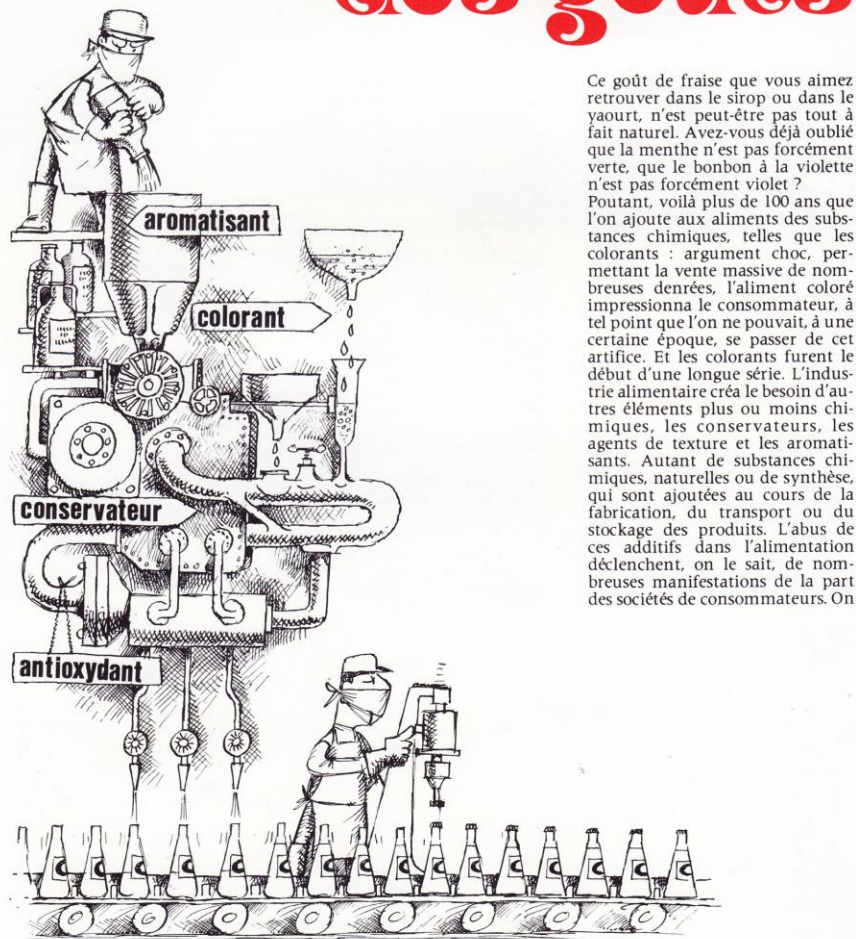 des goûts
Ce goût de fraise que vous aimez
retrouver dans le sirop ou dans le
yaourt, n'est peut-être pas tout à
fait naturel. Avez-vous déjà oublié
que la menthe n'est pas forcément
verte, que le bonbon à la violette
n'est pas forcément violet ?
Poutant, voilà plus de 100 ans que
l'on ajoute aux aliments des subs-
tances chimiques, telles que les
colorants : argument choc, per-
mettant la vente massive de nom-
breuses denrées, l'aliment coloré
impressionna le consommateur, à
tel point que l'on ne pouvait, à une
certaine époque, se passer de cet
artifice. Et les colorants furent le
début d'une longue série. L'indus-
trie alimentaire créa le besoin d'au-
tres éléments plus ou moins chi-
miques, les conservateurs, les
agents de texture et les aromati-
sants. Autant de substances chi-
miques, naturelles ou de synthèse,
qui sont ajoutées au cours de la
fabrication, du transport ou du
stockage des produits. L'abus de
ces additifs dans l'alimentation
déclenchent, on le sait, de nom-
breuses manifestations de la part
des sociétés de consommateurs. On
aromatisant
colorant
conservateur
antioxydant